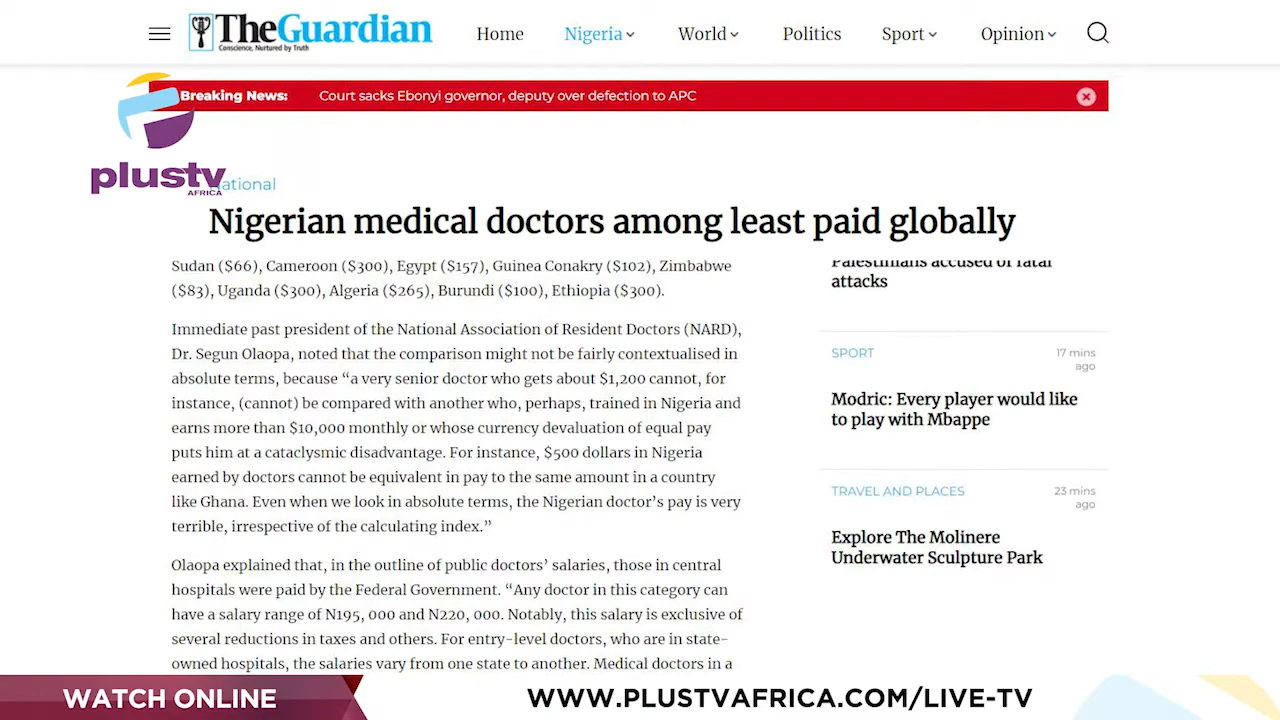 TheGuardian
Conscience, Nurtured by Truth
Home
Nigeria
World
Politics
Sport
Opinion
Breaking News:
Court sacks Ebonyi governor, deputy over defection to APC
plustv
AFRICA
ational
Nigerian medical doctors among least paid globally
Sudan ($66), Cameroon ($300), Egypt ($157), Guinea Conakry ($102), Zimbabwe
($83), Uganda ($300), Algeria ($265), Burundi ($100), Ethiopia ($300).
Immediate past president of the National Association of Resident Doctors (NARD),
Dr. Segun Olaopa, noted that the comparison might not be fairly contextualised in
absolute terms, because “a very senior doctor who gets about $1,200 cannot, for
instance, (cannot) be compared with another who, perhaps, trained in Nigeria and
earns more than $10,000 monthly or whose currency devaluation of equal pay
puts him at a cataclysmic disadvantage. For instance, $500 dollars in Nigeria
earned by doctors cannot be equivalent in pay to the same amount in a country
like Ghana. Even when we look in absolute terms, the Nigerian doctor’s pay is very
terrible, irrespective of the calculating index.”
Olaopa explained that, in the outline of public doctors’ salaries, those in central
hospitals were paid by the Federal Government. “Any doctor in this category can
have a salary range of N195, 000 and N220, 000. Notably, this salary is exclusive of
several reductions in taxes and others. For entry-level doctors, who are in state-
owned hospitals, the salaries vary from one state to another. Medical doctors in a
Palestinians accused of fatal
attacks
SPORT
17 mins
ago
Modric: Every player would like
to play with Mbappe
TRAVEL AND PLACES
23 mins
ago
Explore The Molinere
Underwater Sculpture Park
WATCH ONLINE
WWW.PLUSTVAFRICA.COM/LIVE-TV